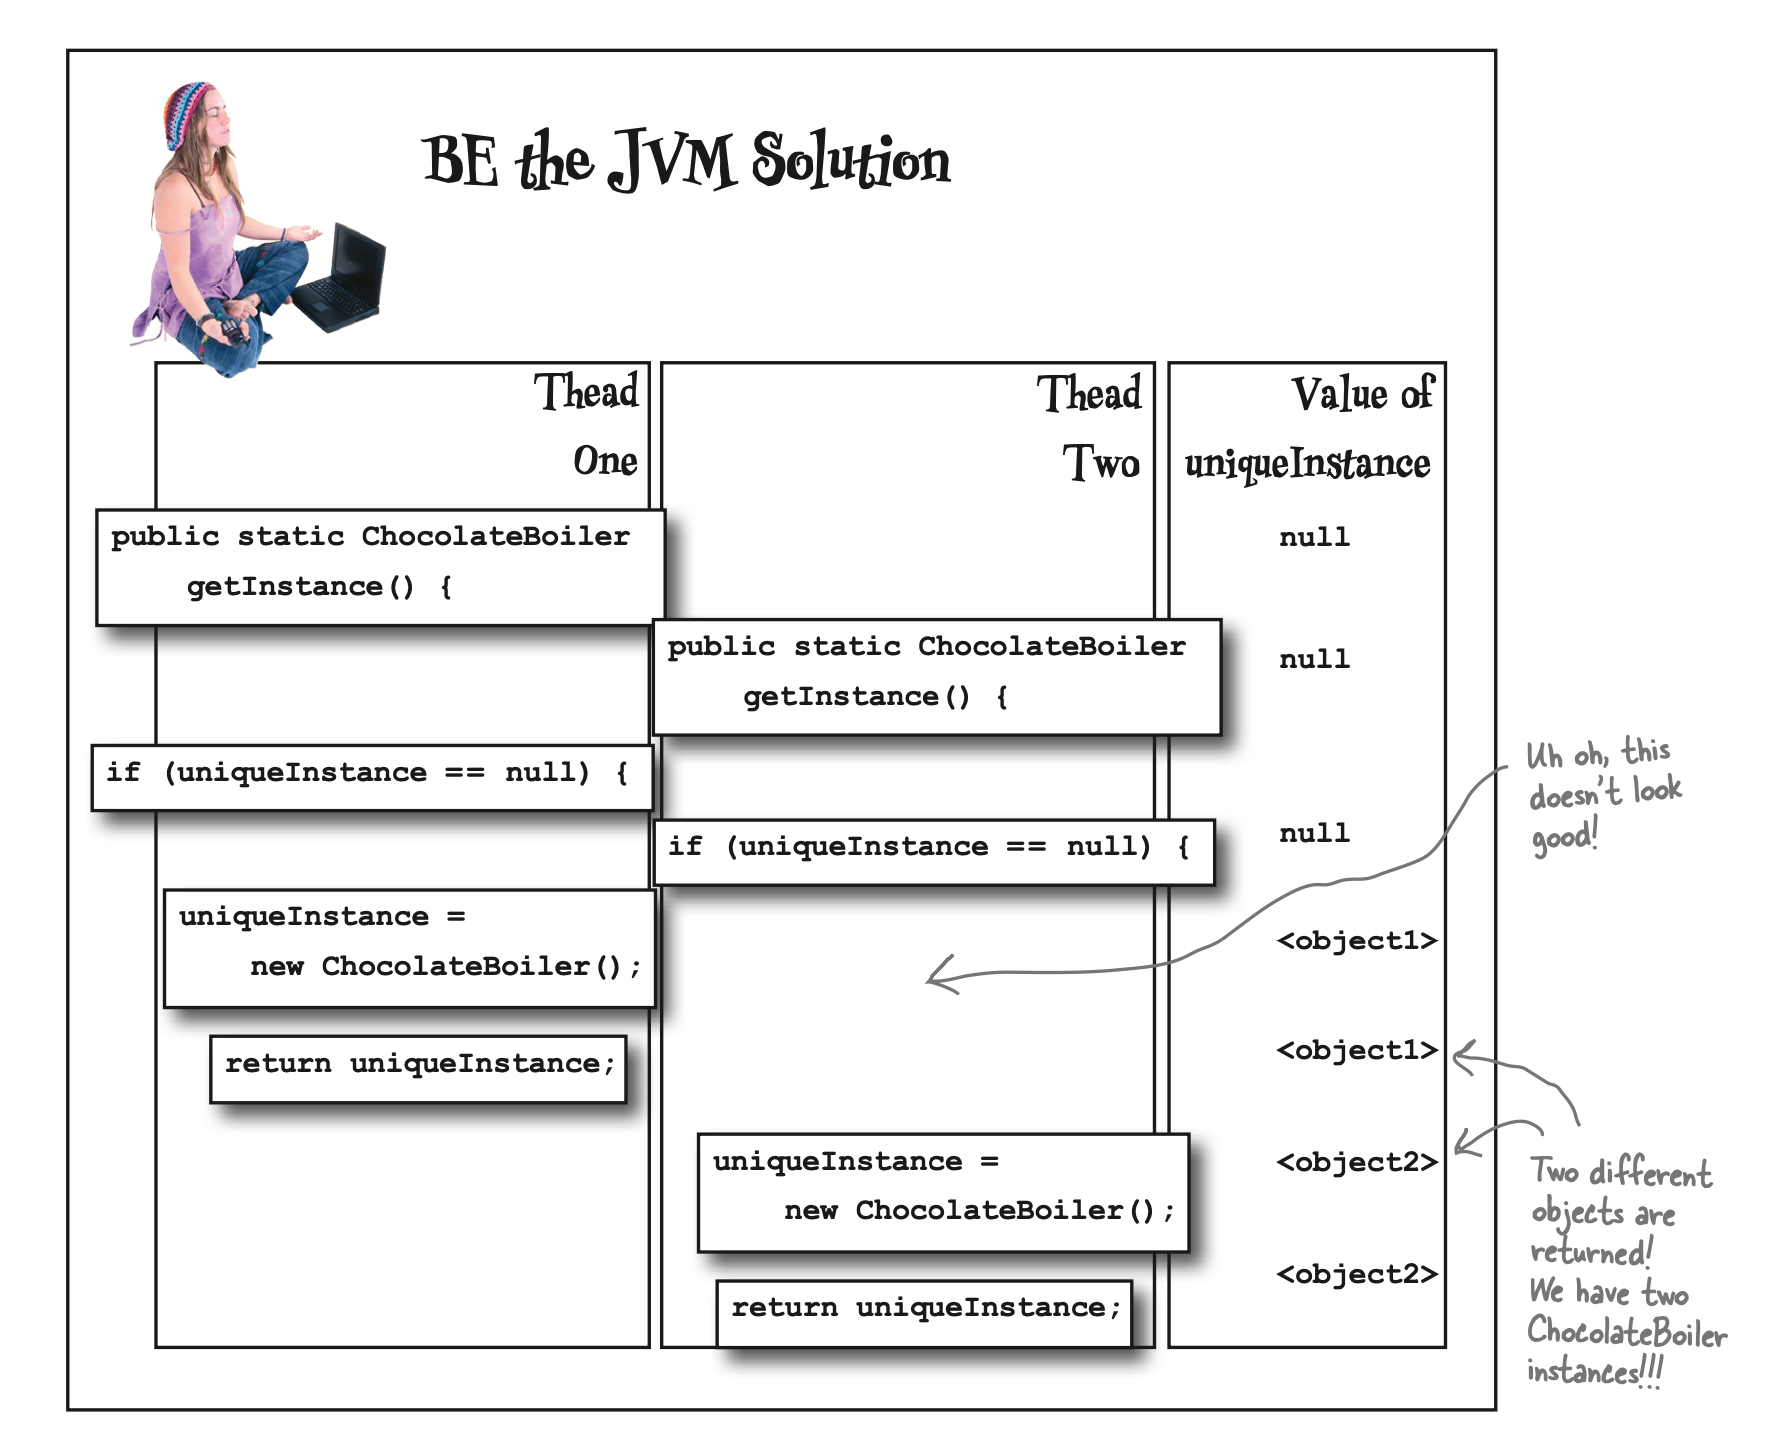 BE the JVM Solution
Thead
One
Thead
Two
Value of
uniqueInstance
public static ChocolateBoiler
getInstance() {
null
public static ChocolateBoiler
getInstance() {
null
if (uniqueInstance == null) {
if (uniqueInstance == null) {
null
Uh oh, this
doesn't look
good!
uniqueInstance =
new ChocolateBoiler();
<object1>
return uniqueInstance;
<object1>
uniqueInstance =
new ChocolateBoiler();
<object2>
return uniqueInstance;
<object2>
Two different
objects are
returned!
We have two
ChocolateBoiler
instances!!!